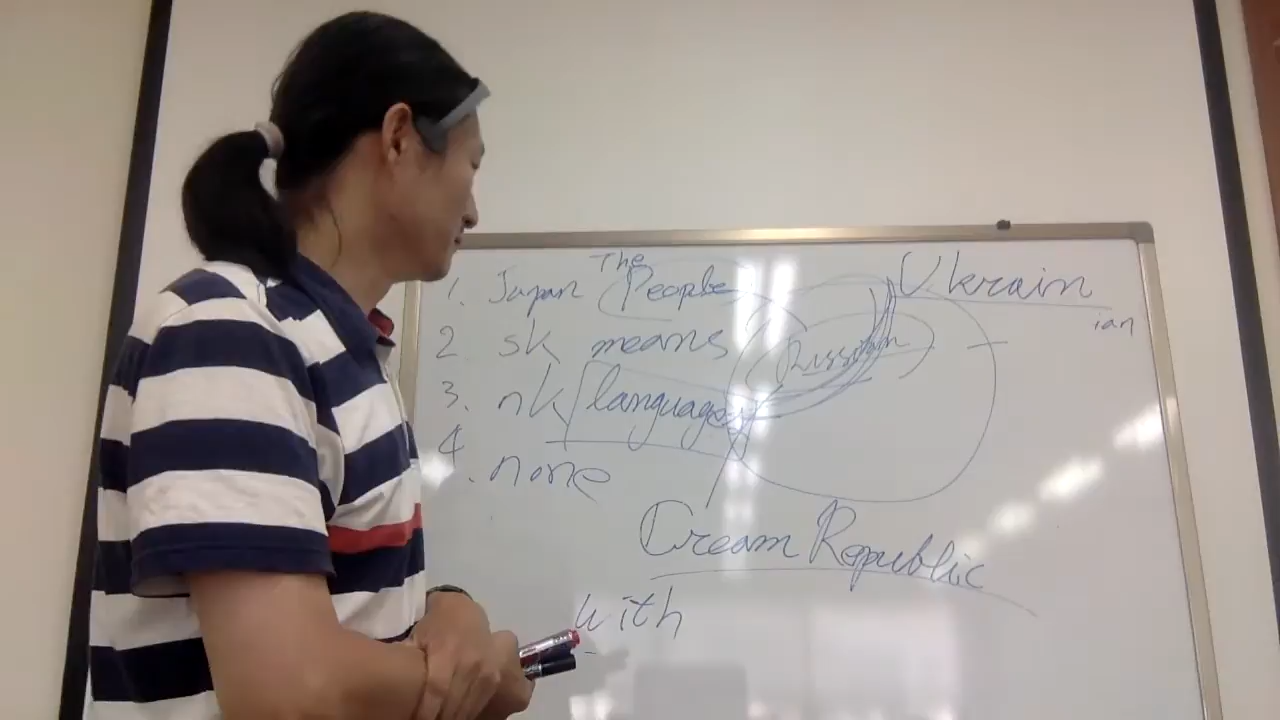 The
1. Japan People Ukrain
ian
2 sk means Russian
3. nk languages
4. none
Cream Republic
with